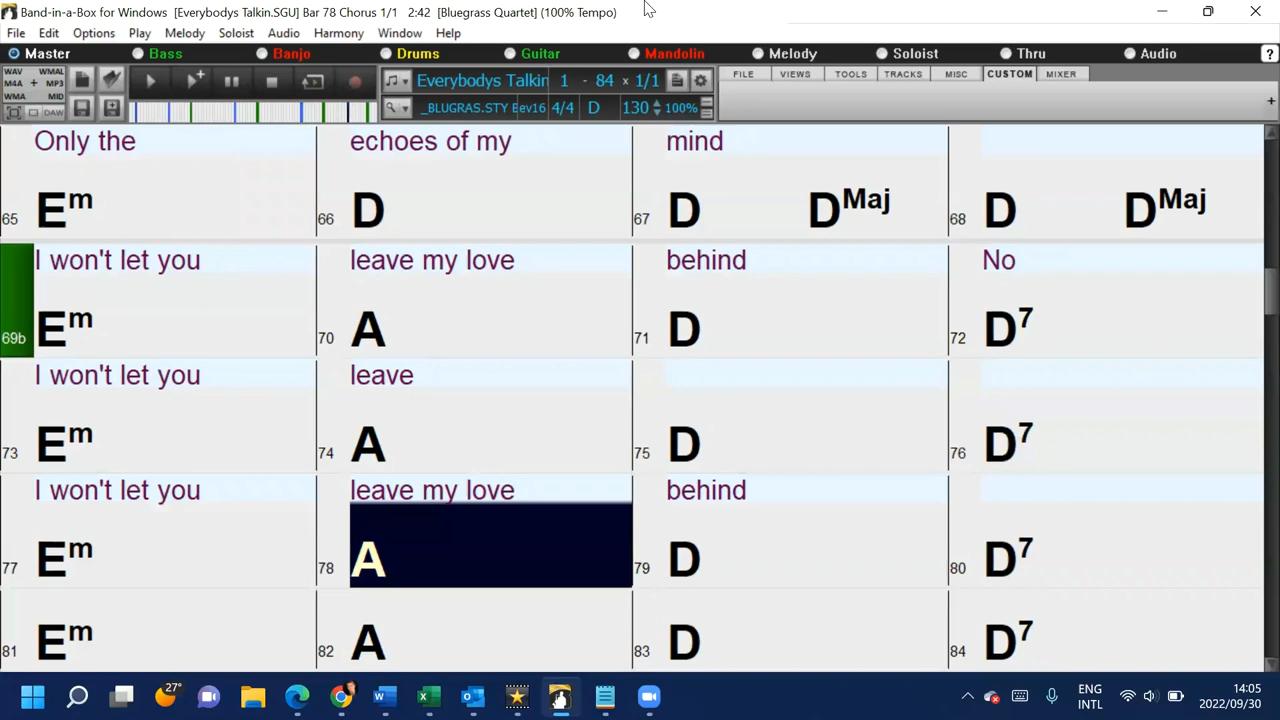 Band-in-a-Box for Windows [Everybodys Talkin.SGU] Bar 78 Chorus 1/1 2:42 [Bluegrass Quartet] (100% Tempo)
File Edit Options Play Melody Soloist Audio Harmony Window Help
Master Bass Banjo Drums Guitar Mandolin Melody Soloist Thru Audio ?
WAV WMAL
M4A + MP3
WMA MID
DAW
Everybodys Talkin 1 - 84 x 1/1
_BLUGRAS.STY Ev16 4/4 D 130 100%
FILE VIEWS TOOLS TRACKS MISC CUSTOM MIXER
+
Only the echoes of my mind
65 Em 66 D 67 D DMaj 68 D DMaj
I won't let you leave my love behind No
69b Em 70 A 71 D 72 D7
I won't let you leave
73 Em 74 A 75 D 76 D7
I won't let you leave my love behind
77 Em 78 A 79 D 80 D7
81 Em 82 A 83 D 84 D7
27°
ENG
INTL
14:05
2022/09/30